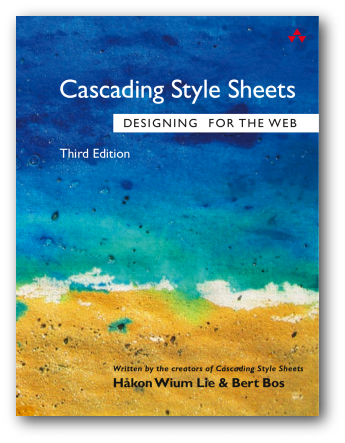 Cascading Style Sheets
DESIGNING FOR THE WEB
Third Edition
Written by the creators of Cascading Style Sheets
Håkon Wium Lie & Bert Bos